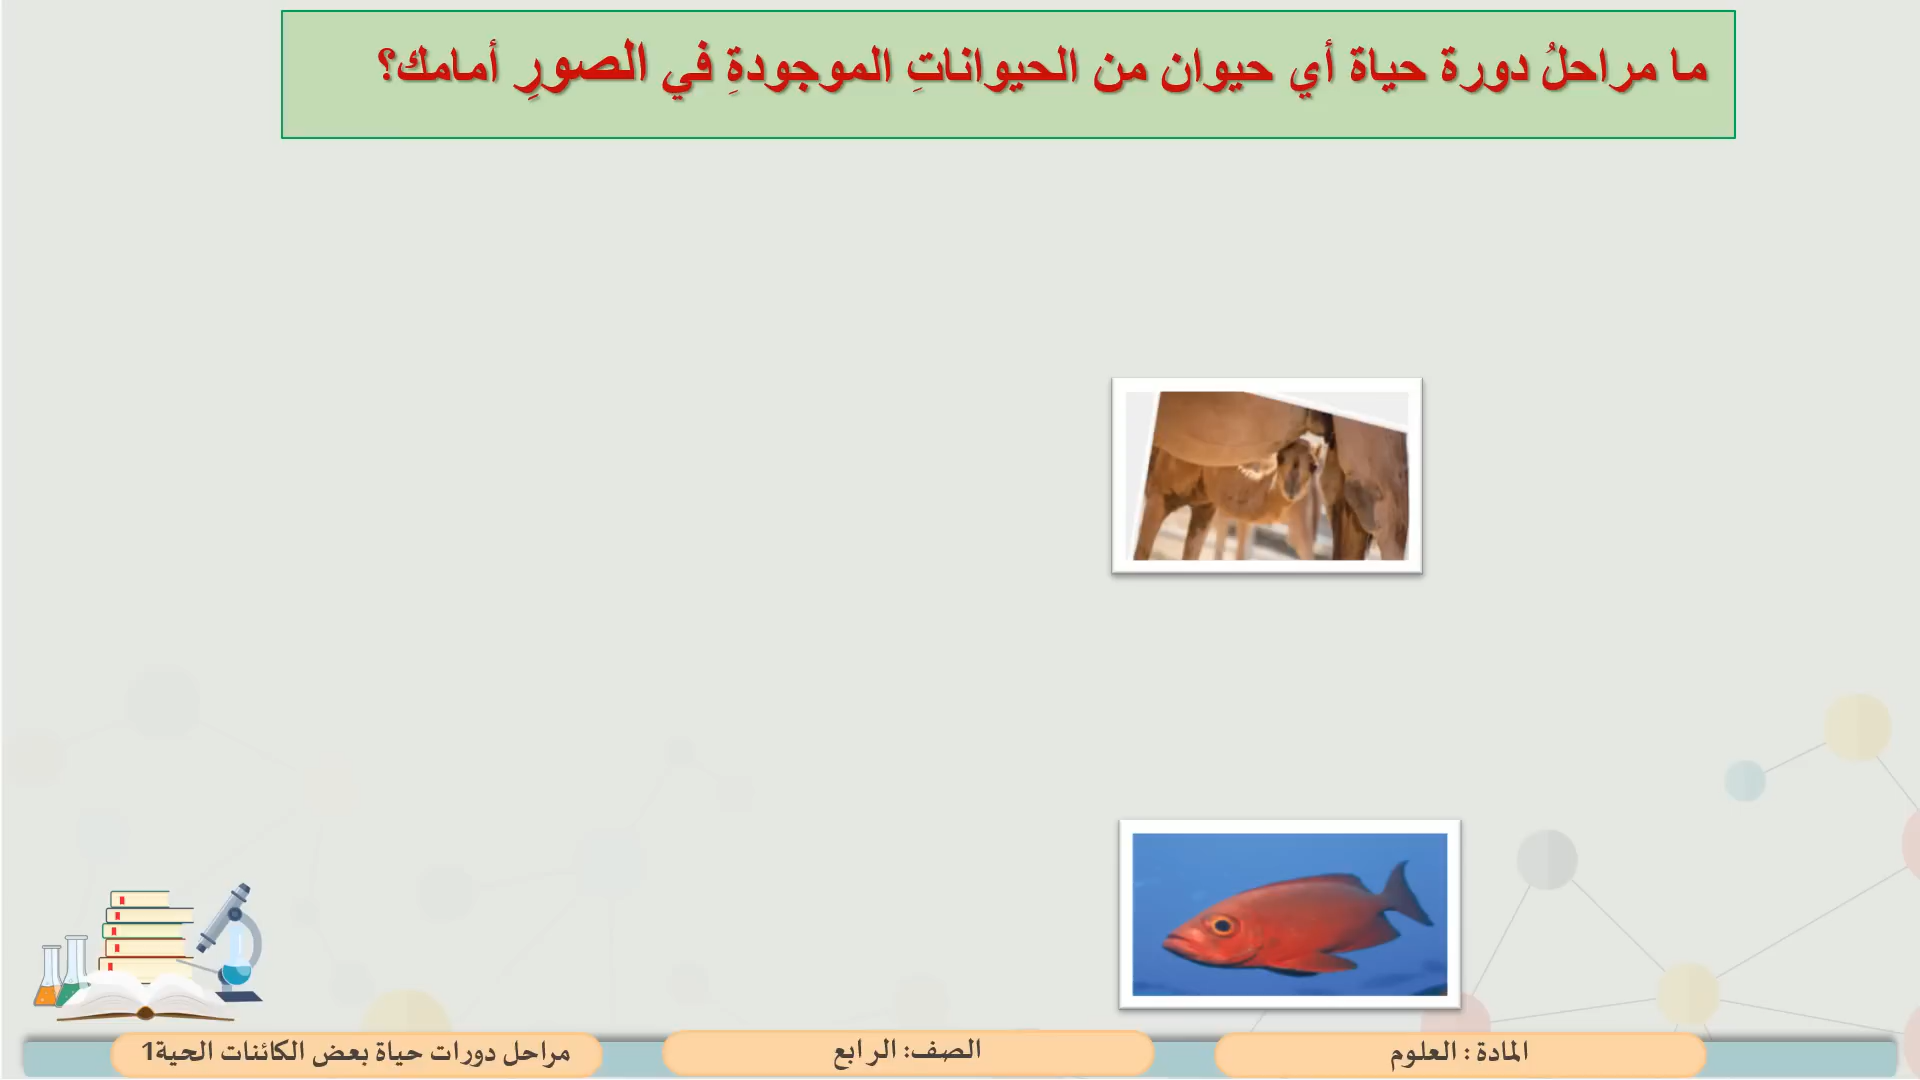 ما مراحلُ دورة حياة أي حيوان من الحيواناتِ الموجودةِ في الصورِ أمامك؟
المادة : العلوم
الصف: الرابع
مراحل دورات حياة بعض الكائنات الحية1